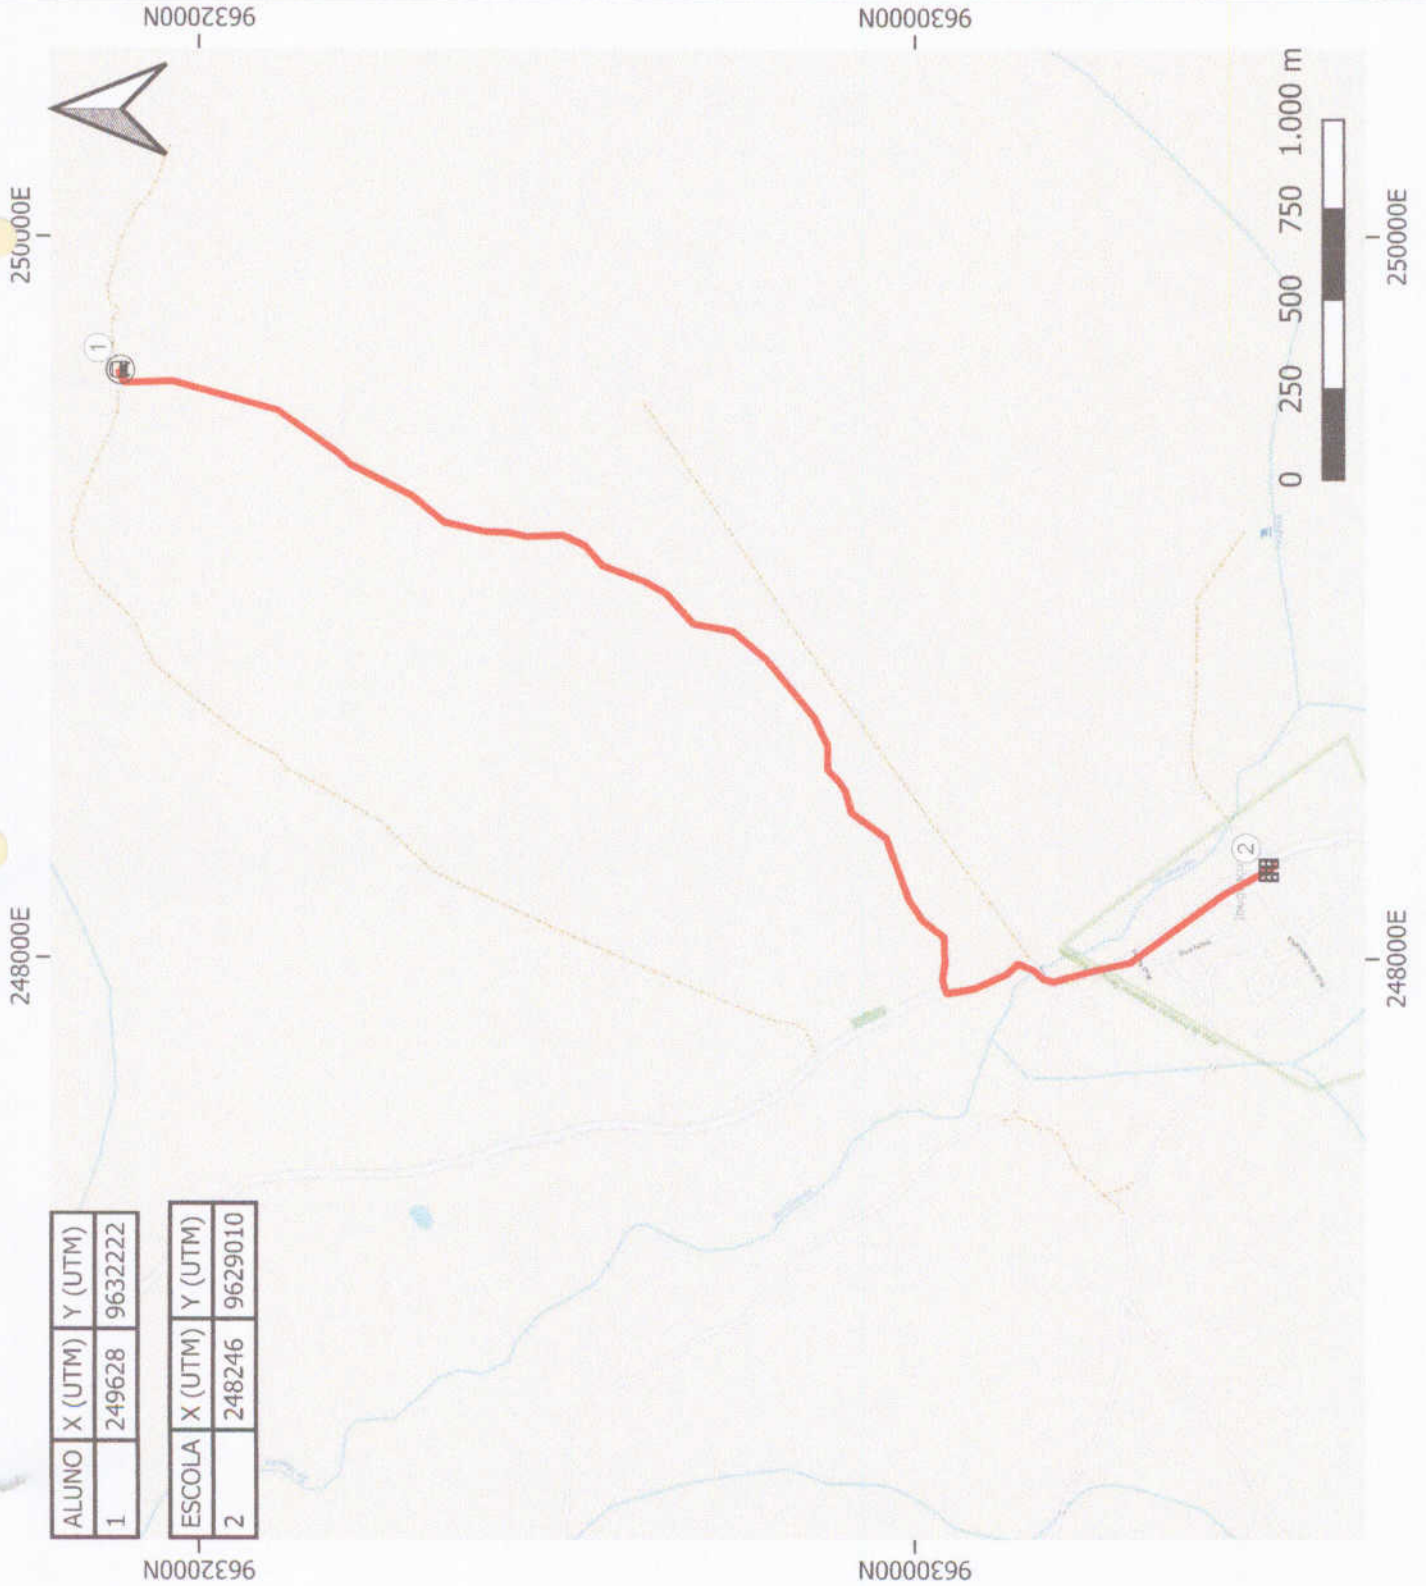 ALUNO X (UTM) Y (UTM)
1 249628 9632222
ESCOLA X (UTM) Y (UTM)
2 248246 9629010
9632000N
9630000N
250000E
248000E
1
2
0 250 500 750 1.000 m
250000E
248000E
9632000N
9630000N